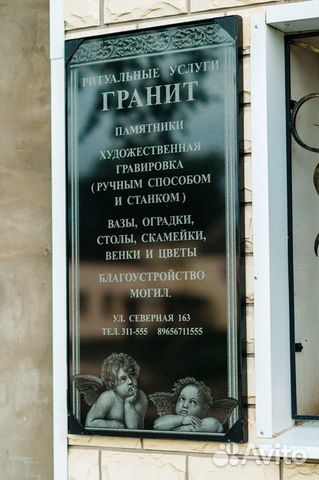 РИТУАЛЬНЫЕ УСЛУГИ
ГРАНИТ
ПАМЯТНИКИ
ХУДОЖЕСТВЕННАЯ
ГРАВИРОВКА
(РУЧНЫМ СПОСОБОМ
И СТАНКОМ)
ВАЗЫ, ОГРАДКИ,
СТОЛЫ, СКАМЕЙКИ,
ВЕНКИ И ЦВЕТЫ
БЛАГОУСТРОЙСТВО
МОГИЛ.
УЛ. СЕВЕРНАЯ 163
ТЕЛ. 311-555 89656711555
Avito